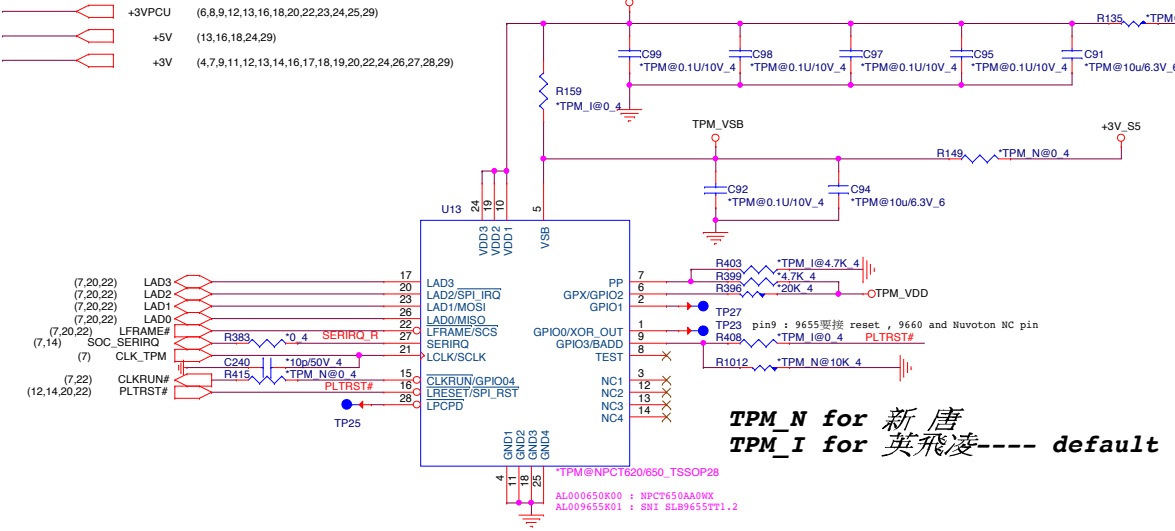 +3VPCU (6,8,9,12,13,16,18,20,22,23,24,25,29)
+5V (13,16,18,24,29)
+3V (4,7,9,11,12,13,14,16,17,18,19,20,22,24,26,27,28,29)
R135 *TPM
C99 C98 C97 C95 C91
*TPM@0.1U/10V_4 *TPM@0.1U/10V_4 *TPM@0.1U/10V_4 *TPM@0.1U/10V_4 *TPM@10u/6.3V_6
R159
*TPM_I@0_4
TPM_VSB
+3V_S5
R149 *TPM_N@0_4
C92 C94
*TPM@0.1U/10V_4 *TPM@10u/6.3V_6
U13
24 19 10 5
VDD3 VDD2 VDD1 VSB
(7,20,22) LAD3 17 LAD3
(7,20,22) LAD2 20 LAD2/SPI_IRQ
(7,20,22) LAD1 23 LAD1/MOSI
(7,20,22) LAD0 26 LAD0/MISO
(7,20,22) LFRAME# 22 LFRAME/SCS
(7,14) SOC_SERIRQ R383 *0_4 SERIRQ_R 27 SERIRQ
(7) CLK_TPM 21 LCLK/SCLK
C240 *10p/50V_4
(7,22) CLKRUN# R415 *TPM_N@0_4 15 CLKRUN/GPIO04
(12,14,20,22) PLTRST# PLTRST# 16 LRESET/SPI_RST
28 LPCPD
TP25
PP 7 R403 *TPM_I@4.7K_4
GPX/GPIO2 6 R399 *4.7K_4
R396 *20K_4 TPM_VDD
GPIO1 2 TP27
GPIO0/XOR_OUT 1 TP23 pin9 : 9655要接 reset , 9660 and Nuvoton NC pin
GPIO3/BADD 9 R408 *TPM_I@0_4 PLTRST#
TEST 8
R1012 *TPM_N@10K_4
NC1 3
NC2 12
NC3 13
NC4 14
GND1 GND2 GND3 GND4
4 11 18 25
*TPM@NPCT620/650_TSSOP28
AL000650K00 : NPCT650AA0WX
AL009655K01 : SNI SLB9655TT1.2
TPM_N for 新 唐
TPM_I for 英飛凌---- default